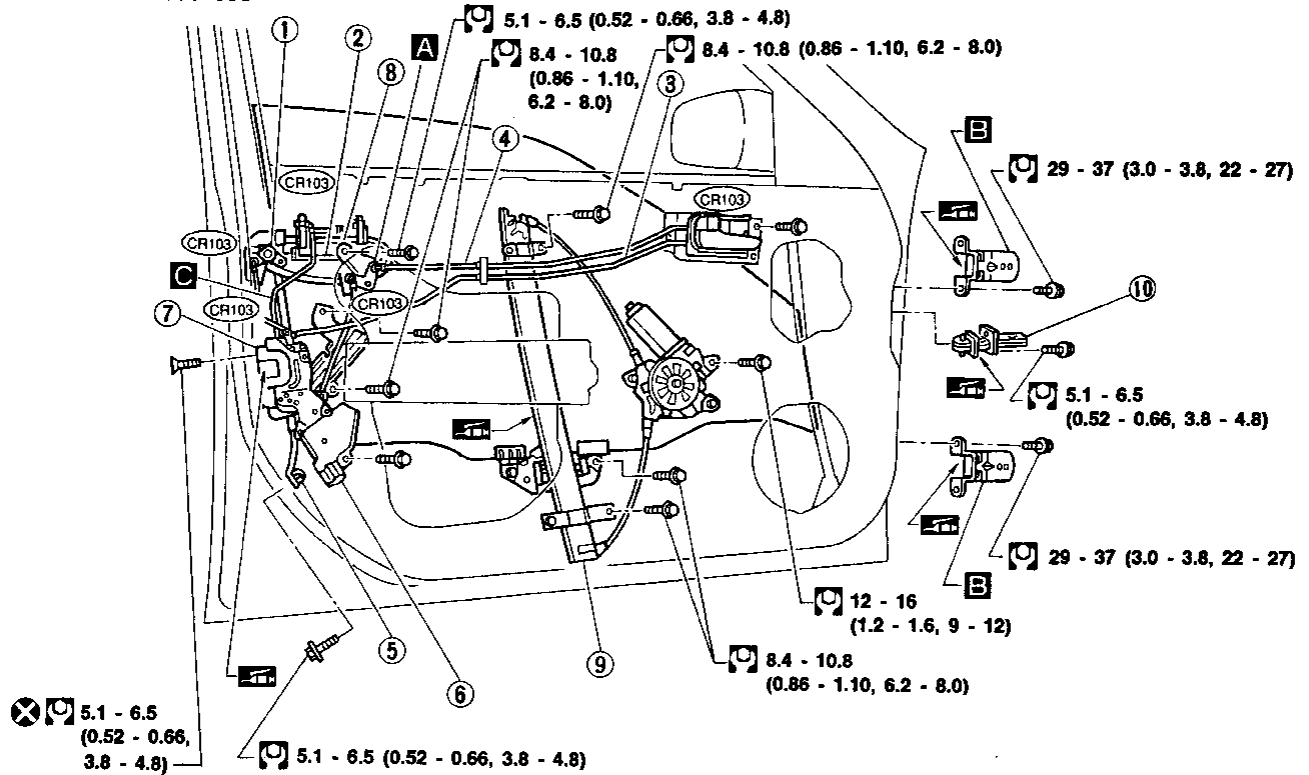 5.1 - 6.5 (0.52 - 0.66, 3.8 - 4.8)
1
2
A
8.4 - 10.8
(0.86 - 1.10,
6.2 - 8.0)
8.4 - 10.8 (0.86 - 1.10, 6.2 - 8.0)
8
3
4
B
29 - 37 (3.0 - 3.8, 22 - 27)
CR103
CR103
CR103
C
CR103
CR103
7
10
5.1 - 6.5
(0.52 - 0.66, 3.8 - 4.8)
29 - 37 (3.0 - 3.8, 22 - 27)
B
12 - 16
(1.2 - 1.6, 9 - 12)
5
6
9
8.4 - 10.8
(0.86 - 1.10, 6.2 - 8.0)
5.1 - 6.5
(0.52 - 0.66,
3.8 - 4.8)
5.1 - 6.5 (0.52 - 0.66, 3.8 - 4.8)